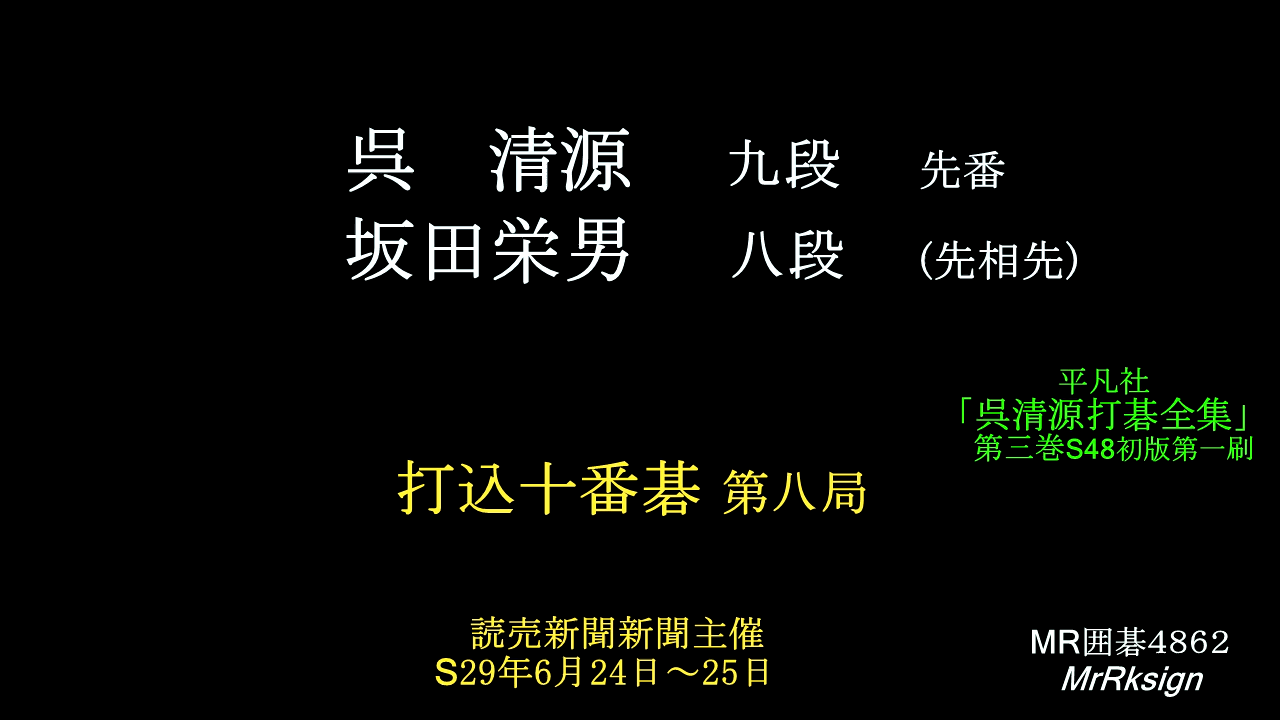 呉 清源 九段 先番
坂田栄男 八段 (先相先)
平凡社
「呉清源打碁全集」
第三巻S48初版第一刷
打込十番碁 第八局
読売新聞新聞主催
S29年6月24日～25日
MR囲碁4862
MrRksign